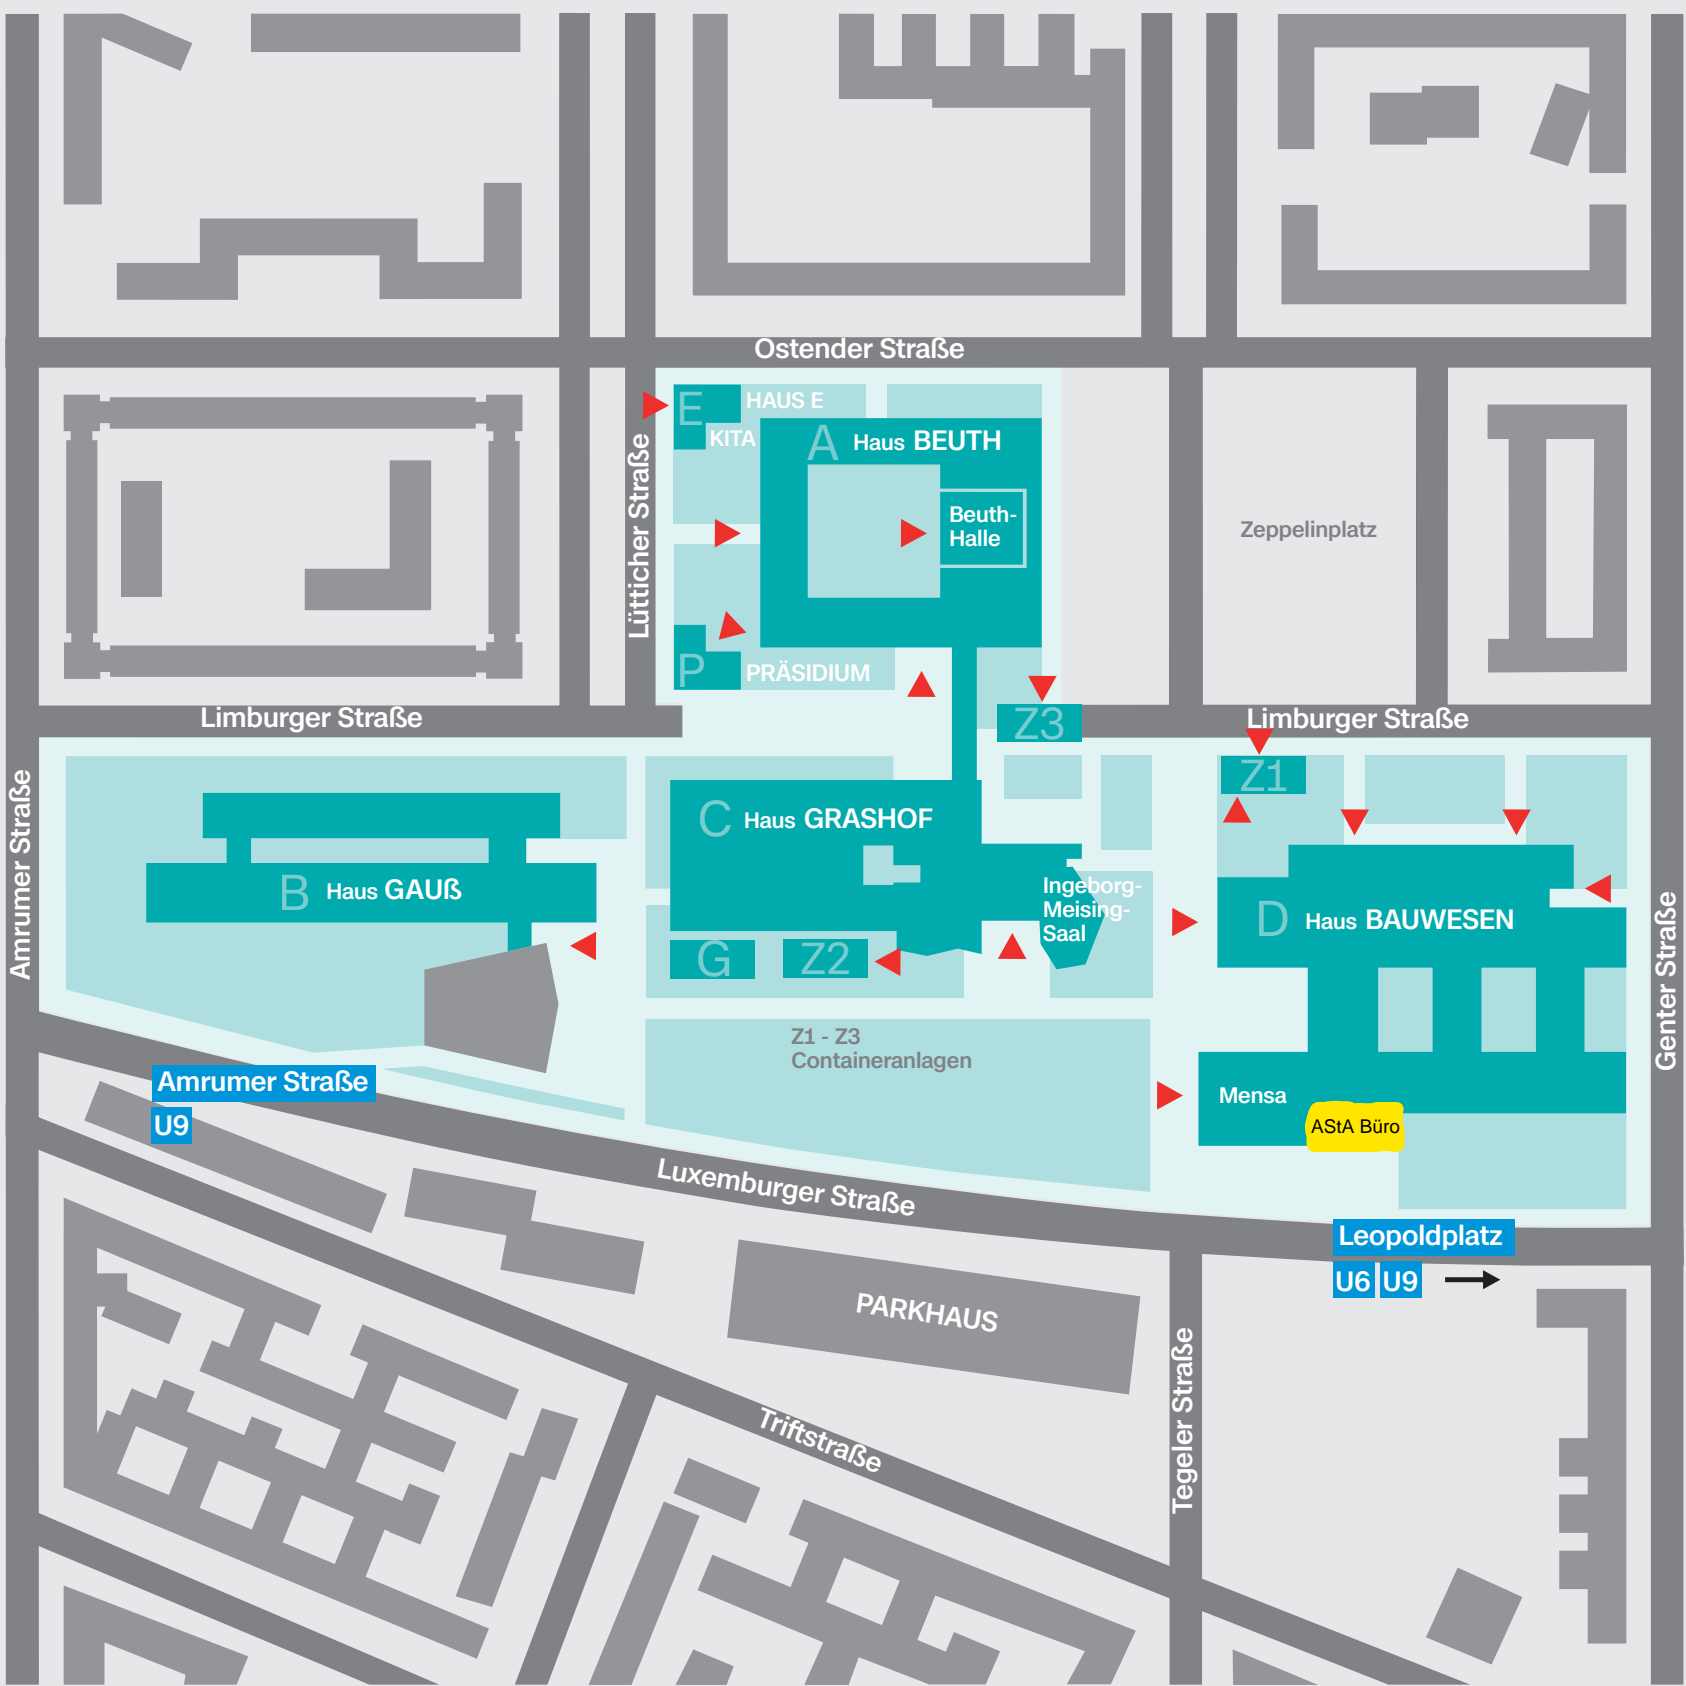 Ostender Straße
E
HAUS E
KITA
A
Haus BEUTH
Beuth-
Halle
Lütticher Straße
Zeppelinplatz
P
PRÄSIDIUM
Limburger Straße
Z3
Limburger Straße
Z1
Amrumer Straße
C
Haus GRASHOF
B
Haus GAUß
Ingeborg-
Meising-
Saal
D
Haus BAUWESEN
G
Z2
Genter Straße
Z1 - Z3
Containeranlagen
Amrumer Straße
U9
Mensa
AStA Büro
Luxemburger Straße
Leopoldplatz
U6
U9
PARKHAUS
Tegeler Straße
Triftstraße